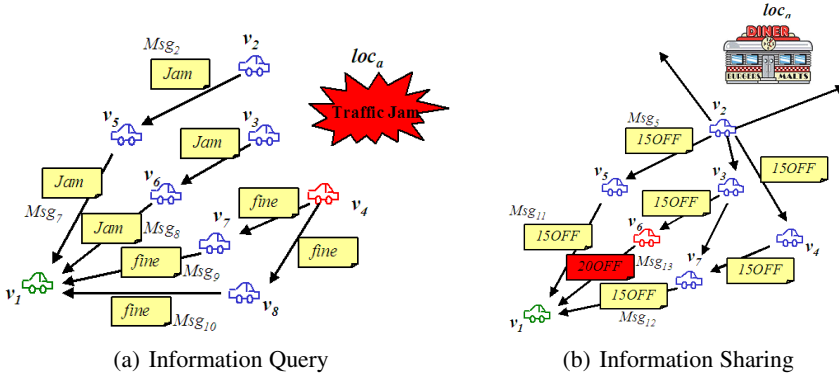 Msg2
v2
Jam
loca
Traffic Jam
v5
Jam
v3
Jam
v6
Msg7
Jam
Msg8
fine
v4
v7
fine
Msg9
fine
v1
v8
fine
Msg10
(a) Information Query
loca
DINER
BURGERS
MALTS
v2
Msg5
15OFF
15OFF
v5
v3
15OFF
Msg11
15OFF
v6
v4
20OFF
Msg13
v7
15OFF
15OFF
v1
Msg12
(b) Information Sharing